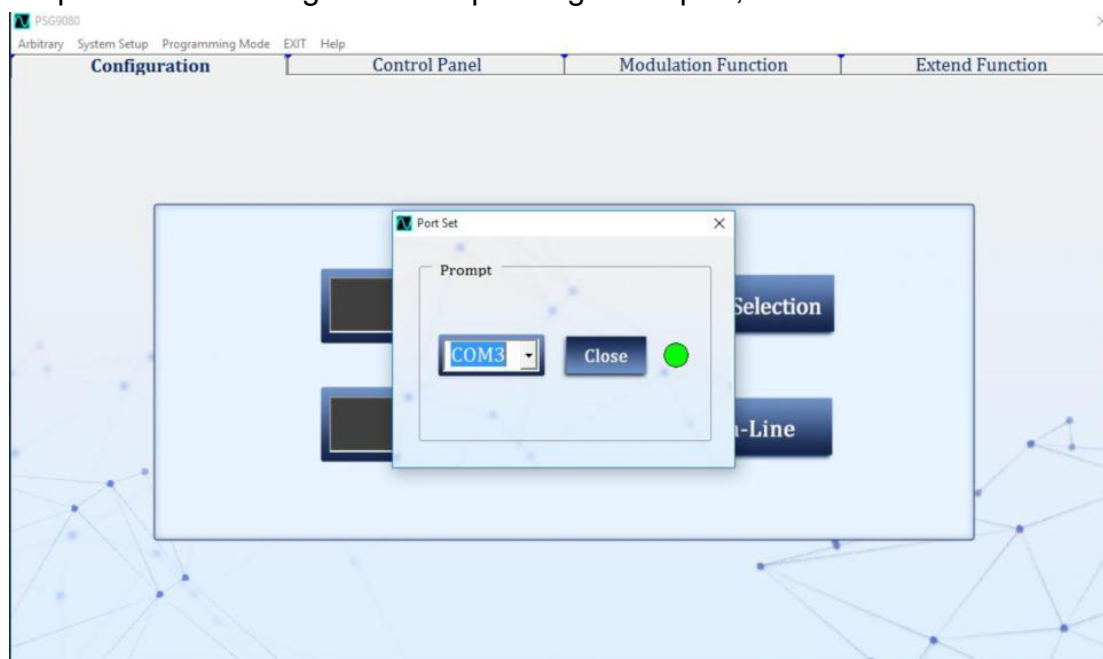 PSG9080
Arbitrary System Setup Programming Mode EXIT Help
Configuration Control Panel Modulation Function Extend Function
Port Set
Prompt
Selection
COM3 Close
-Line